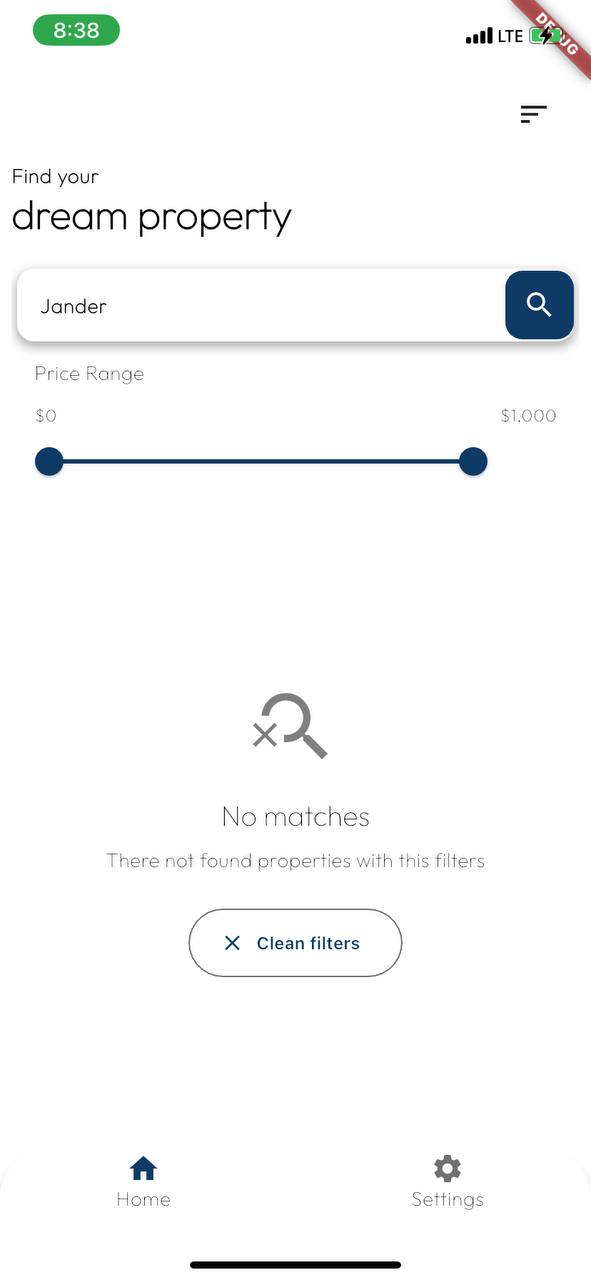 8:38
LTE
DEBUG
Find your
dream property
Jander
Price Range
$0 $1,000
No matches
There not found properties with this filters
Clean filters
Home Settings